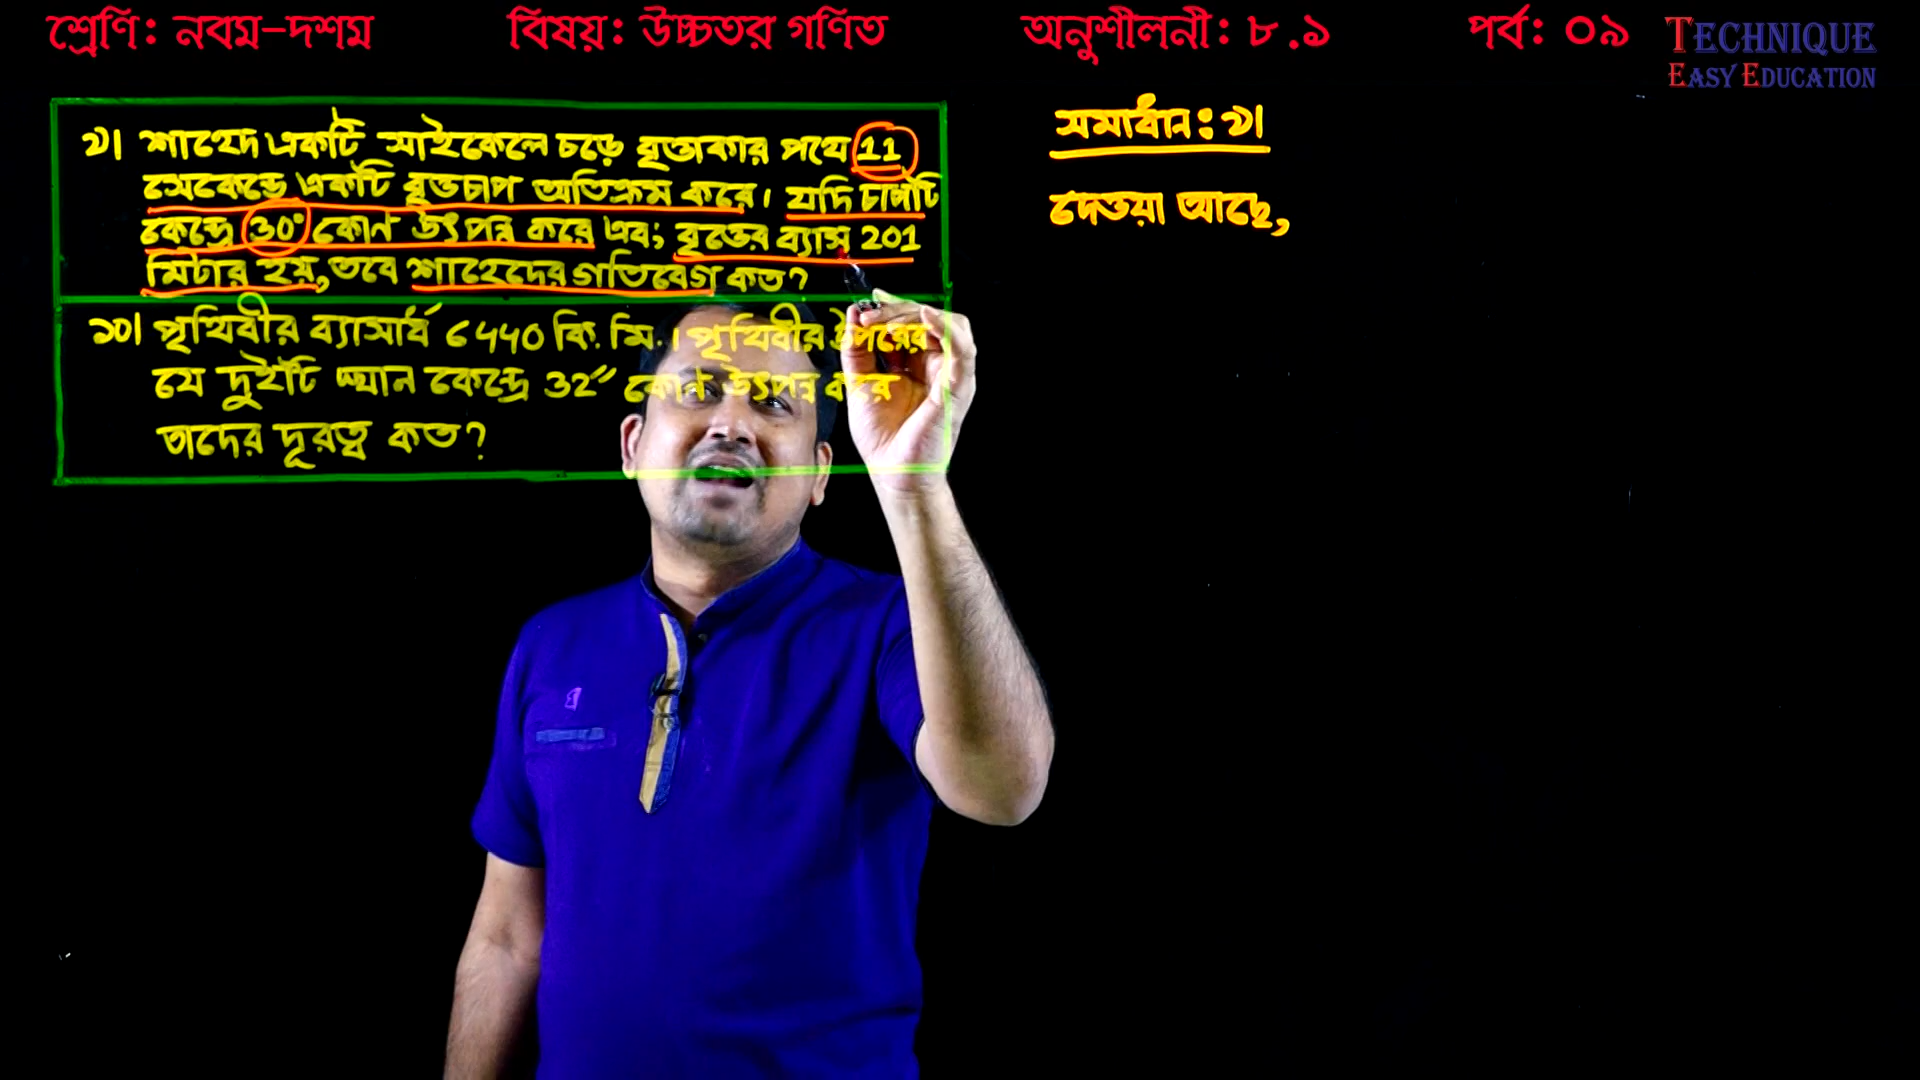 শ্রেণি: নবম-দশম বিষয়: উচ্চতর গণিত অনুশীলনী: ৮.১ পর্ব: ০৯
TECHNIQUE
EASY EDUCATION
৯। শাহেদ একটি সাইকেলে চড়ে বৃত্তাকার পথে 11
সেকেন্ডে একটি বৃত্তচাপ অতিক্রম করে। যদি চাপটি
কেন্দ্রে 30° কোণ উৎপন্ন করে এবং বৃত্তের ব্যাস 201
মিটার হয়, তবে শাহেদের গতিবেগ কত?
১০। পৃথিবীর ব্যাসার্ধ ৬৪৪০ কি. মি. । পৃথিবীর উপরের
যে দুইটি স্থান কেন্দ্রে 32″ কোণ উৎপন্ন করে
তাদের দূরত্ব কত?
সমাধান: ৯।
দেওয়া আছে,